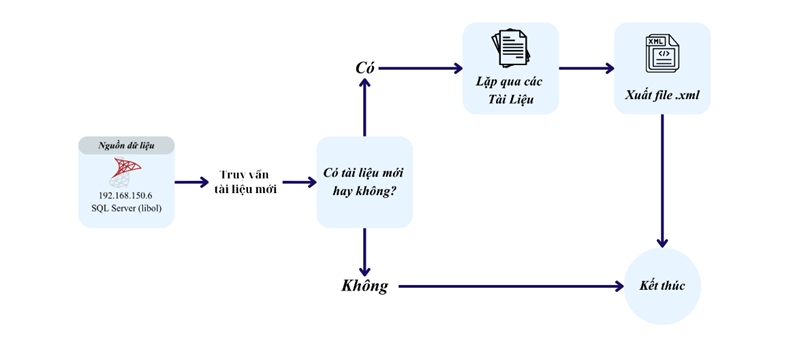 Nguồn dữ liệu
192.168.150.6
SQL Server (libol)
Truy vấn
tài liệu mới
Có tài liệu mới
hay không?
Có
Lặp qua các
Tài Liệu
XML
</>
Xuất file .xml
Không
Kết thúc